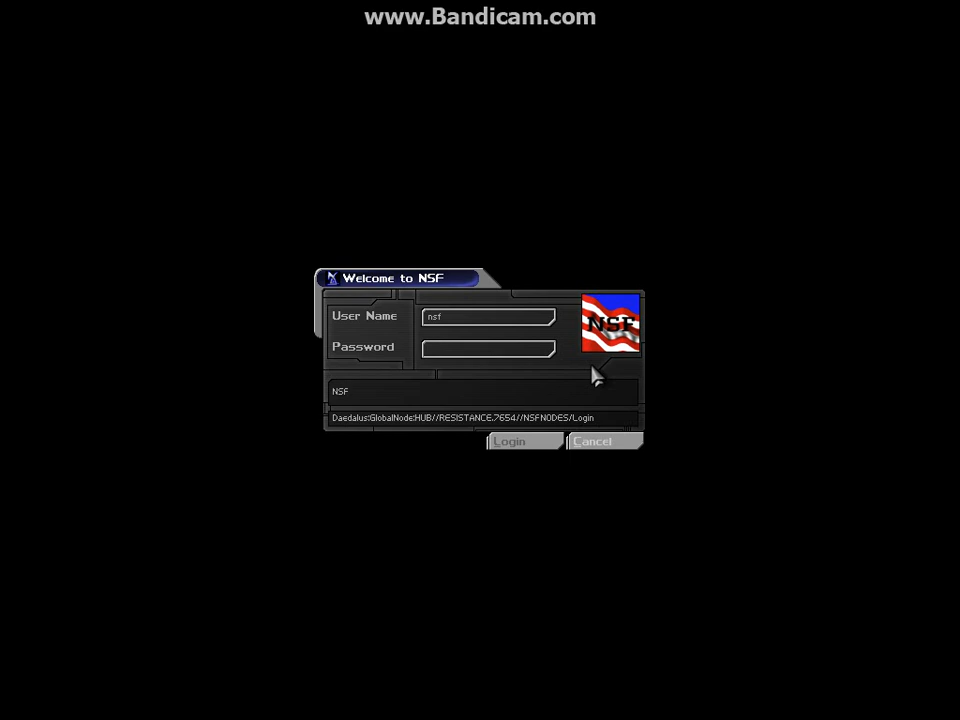 www.Bandicam.com
Welcome to NSF
User Name
nsf
NSF
Password
NSF
Daedalus:GlobalNode:HUB//RESISTANCE.7654//NSFNODES/Login
Login
Cancel